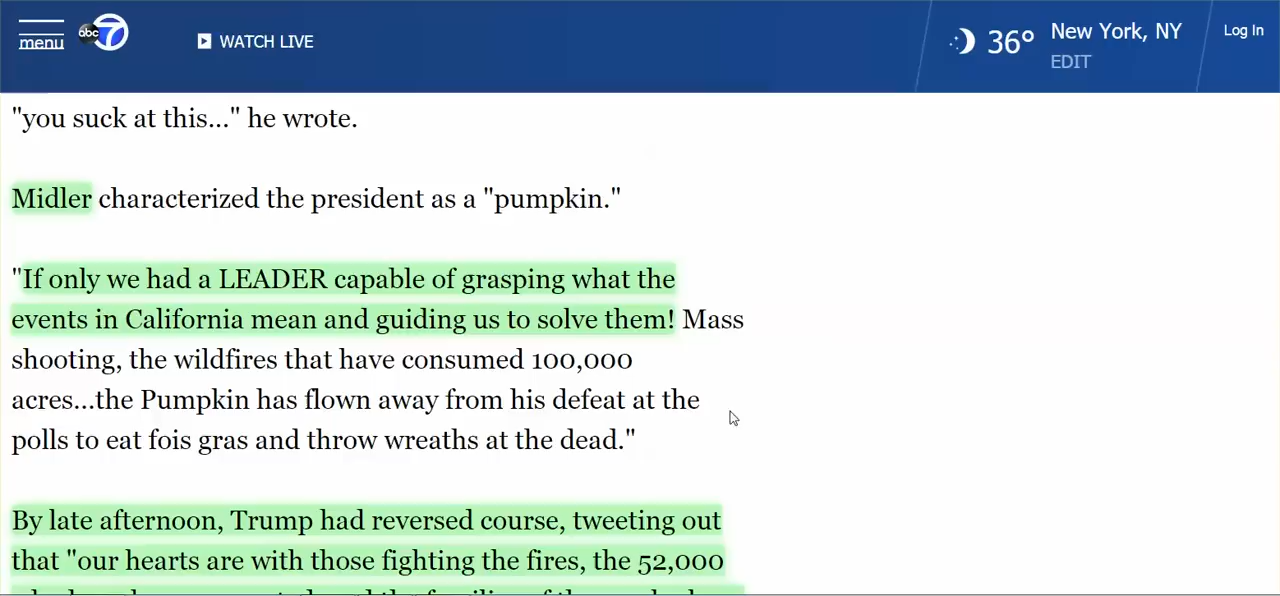 menu
abc 7
WATCH LIVE
36°
New York, NY
EDIT
Log In
"you suck at this..." he wrote.
Midler characterized the president as a "pumpkin."
"If only we had a LEADER capable of grasping what the
events in California mean and guiding us to solve them! Mass
shooting, the wildfires that have consumed 100,000
acres...the Pumpkin has flown away from his defeat at the
polls to eat fois gras and throw wreaths at the dead."
By late afternoon, Trump had reversed course, tweeting out
that "our hearts are with those fighting the fires, the 52,000